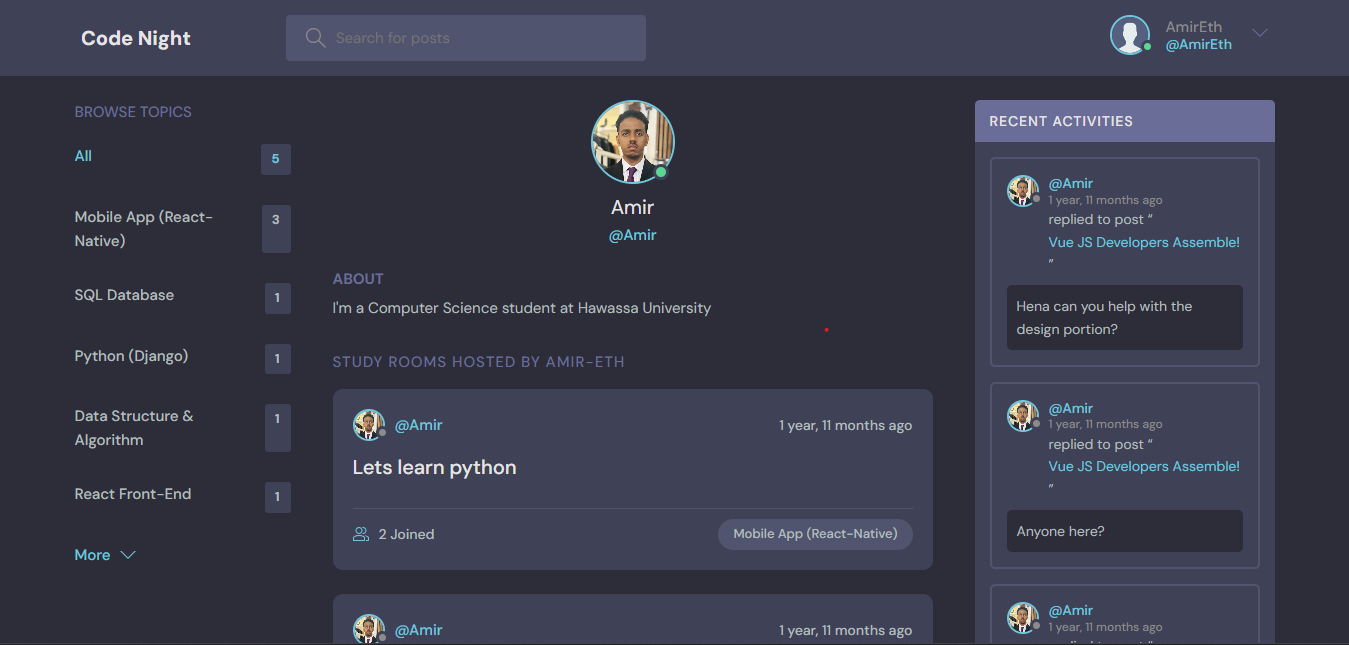 Code Night
Search for posts
AmirEth
@AmirEth
BROWSE TOPICS
All
5
Mobile App (React-
Native)
3
SQL Database
1
Python (Django)
1
Data Structure &
Algorithm
1
React Front-End
1
More
Amir
@Amir
ABOUT
I'm a Computer Science student at Hawassa University
STUDY ROOMS HOSTED BY AMIR-ETH
@Amir
1 year, 11 months ago
Lets learn python
2 Joined
Mobile App (React-Native)
@Amir
1 year, 11 months ago
RECENT ACTIVITIES
@Amir
1 year, 11 months ago
replied to post “
Vue JS Developers Assemble!
”
Hena can you help with the
design portion?
@Amir
1 year, 11 months ago
replied to post “
Vue JS Developers Assemble!
”
Anyone here?
@Amir
1 year, 11 months ago